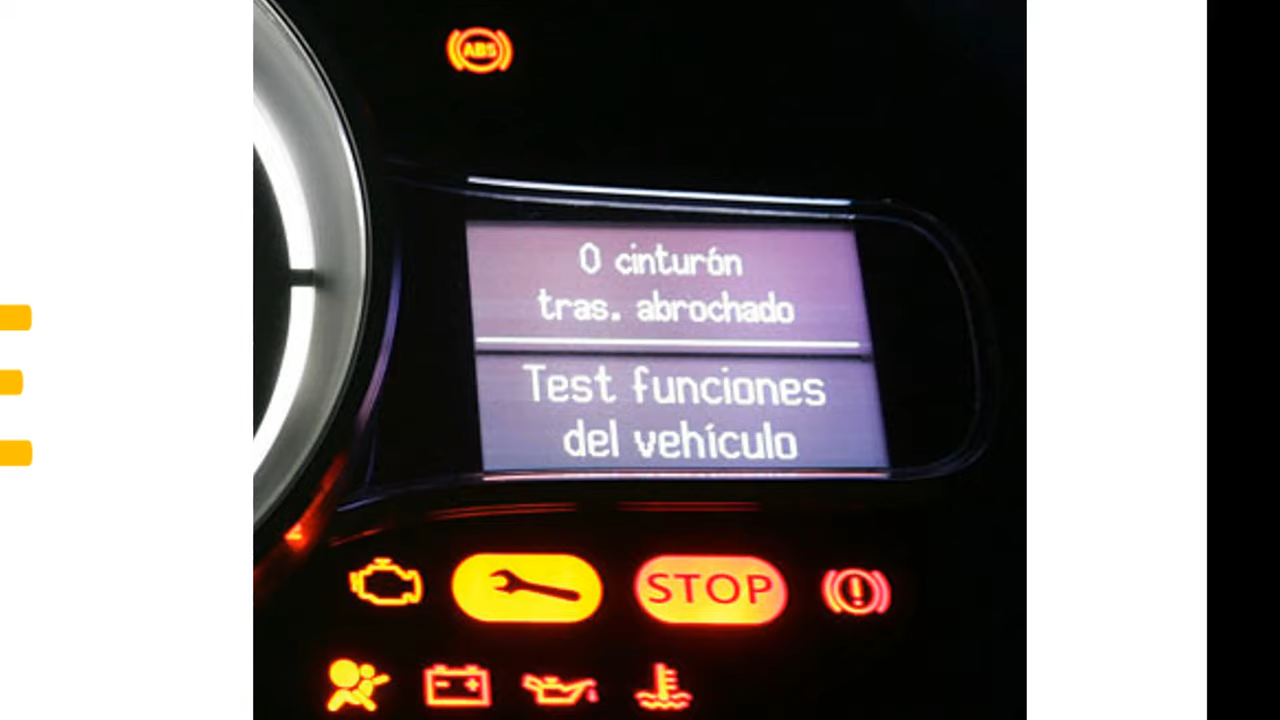 ABS
0 cinturón
tras. abrochado
Test funciones
del vehículo
STOP